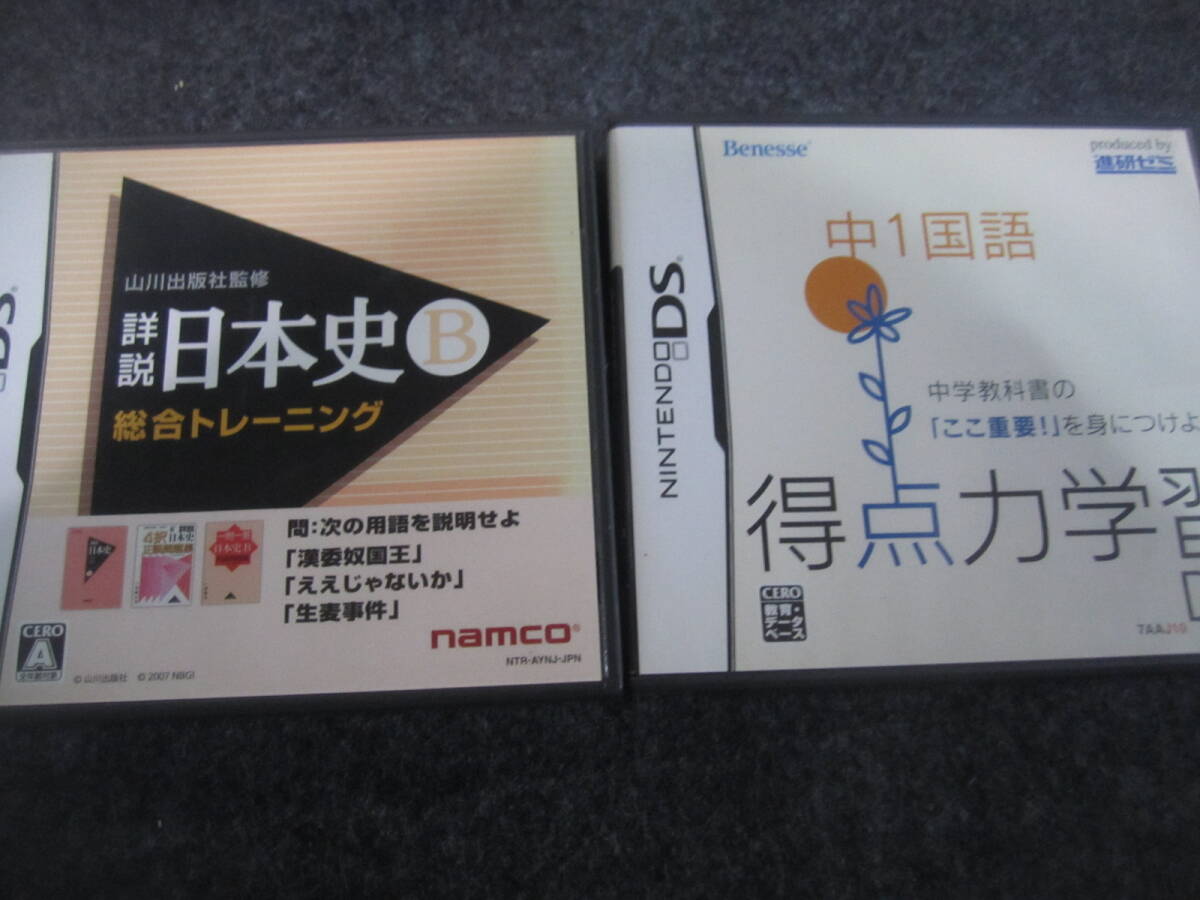 DS
山川出版社監修
詳説 日本史 B
総合トレーニング
問:次の用語を説明せよ
「漢委奴国王」
「ええじゃないか」
「生麦事件」
namco
NTR-AYNJ-JPN
CERO
A
全年齢対象
©山川出版社 ©2007 NBGI
NINTENDO DS
Benesse
produced by
進研ゼミ
中1国語
中学教科書の
「ここ重要!」を身につけよ
得点力学習
CERO
教育・
データ
ベース
TAAJ10